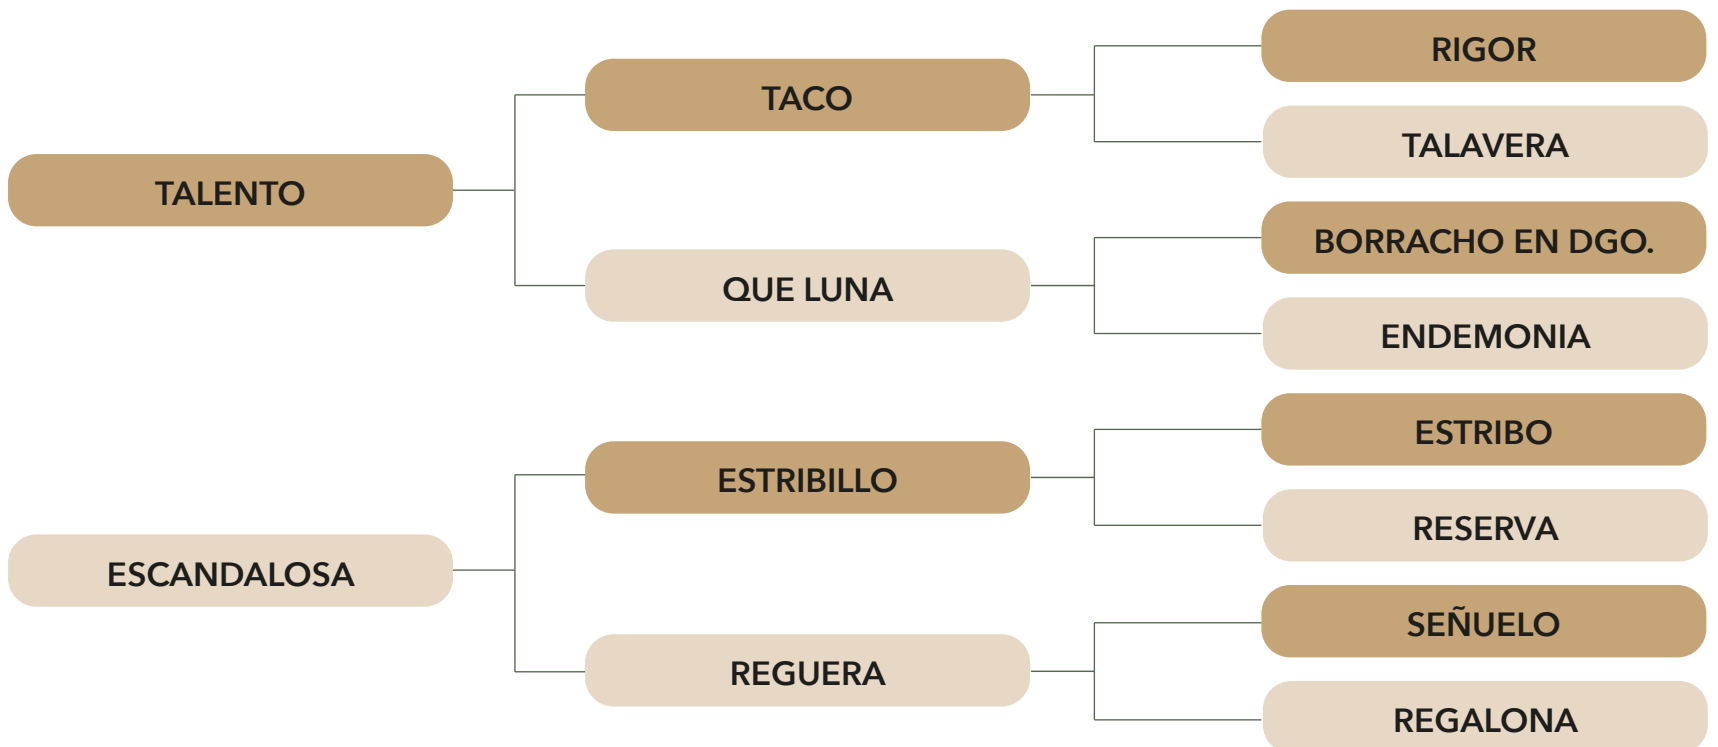 TALENTO
TACO
RIGOR
TALAVERA
QUE LUNA
BORRACHO EN DGO.
ENDEMONIA
ESCANDALOSA
ESTRIBILLO
ESTRIBO
RESERVA
REGUERA
SEÑUELO
REGALONA